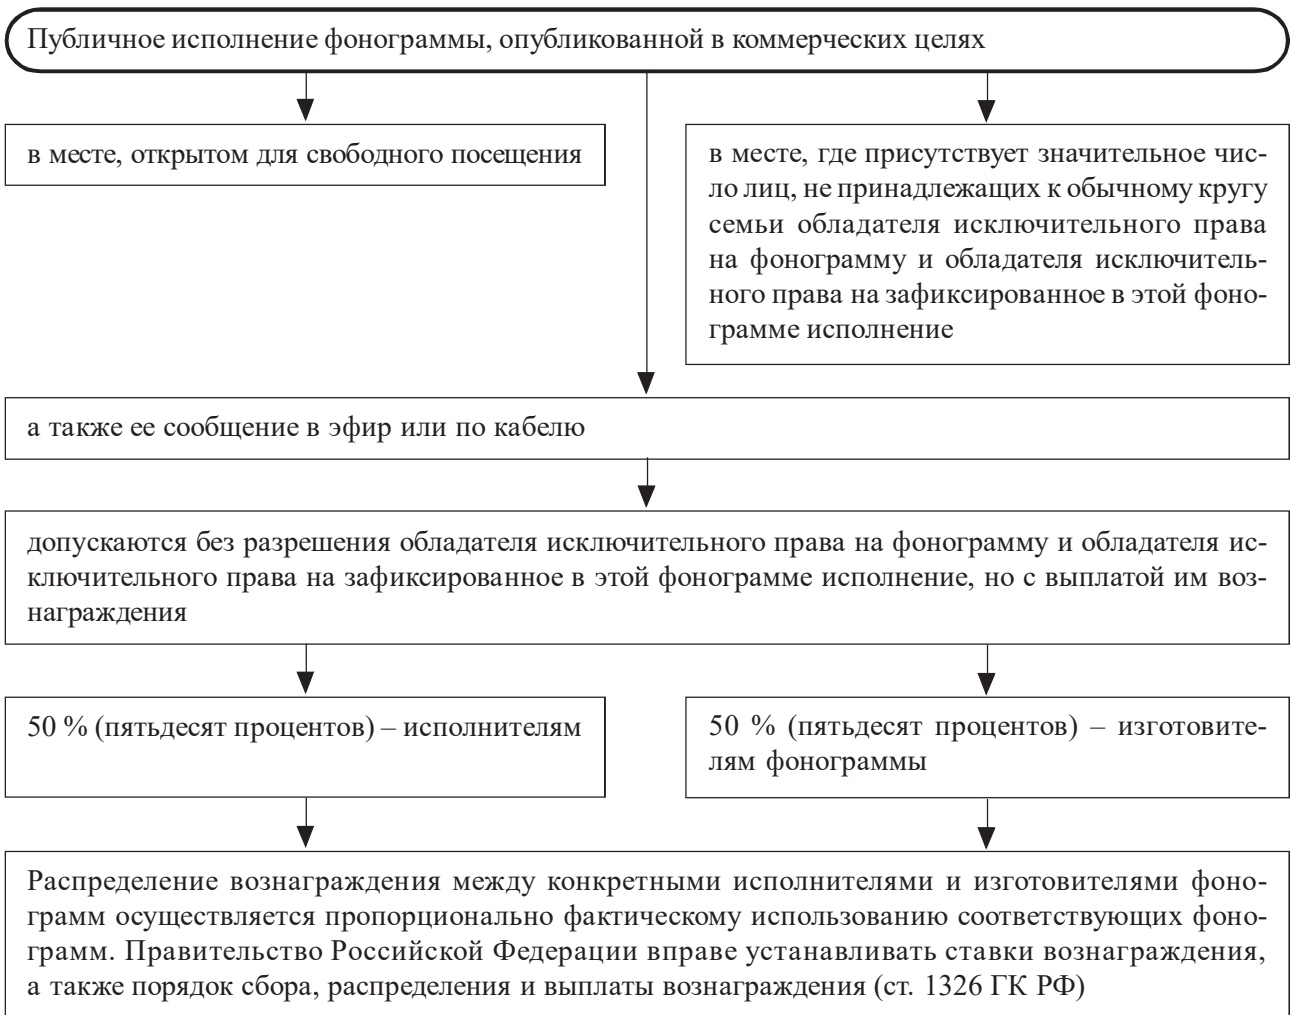 Публичное исполнение фонограммы, опубликованной в коммерческих целях
в месте, открытом для свободного посещения
в месте, где присутствует значительное чис-
ло лиц, не принадлежащих к обычному кругу
семьи обладателя исключительного права
на фонограмму и обладателя исключитель-
ного права на зафиксированное в этой фоно-
грамме исполнение
а также ее сообщение в эфир или по кабелю
допускаются без разрешения обладателя исключительного права на фонограмму и обладателя ис-
ключительного права на зафиксированное в этой фонограмме исполнение, но с выплатой им воз-
награждения
50 % (пятьдесят процентов) – исполнителям
50 % (пятьдесят процентов) – изготовите-
лям фонограммы
Распределение вознаграждения между конкретными исполнителями и изготовителями фоно-
грамм осуществляется пропорционально фактическому использованию соответствующих фоно-
грамм. Правительство Российской Федерации вправе устанавливать ставки вознаграждения,
а также порядок сбора, распределения и выплаты вознаграждения (ст. 1326 ГК РФ)